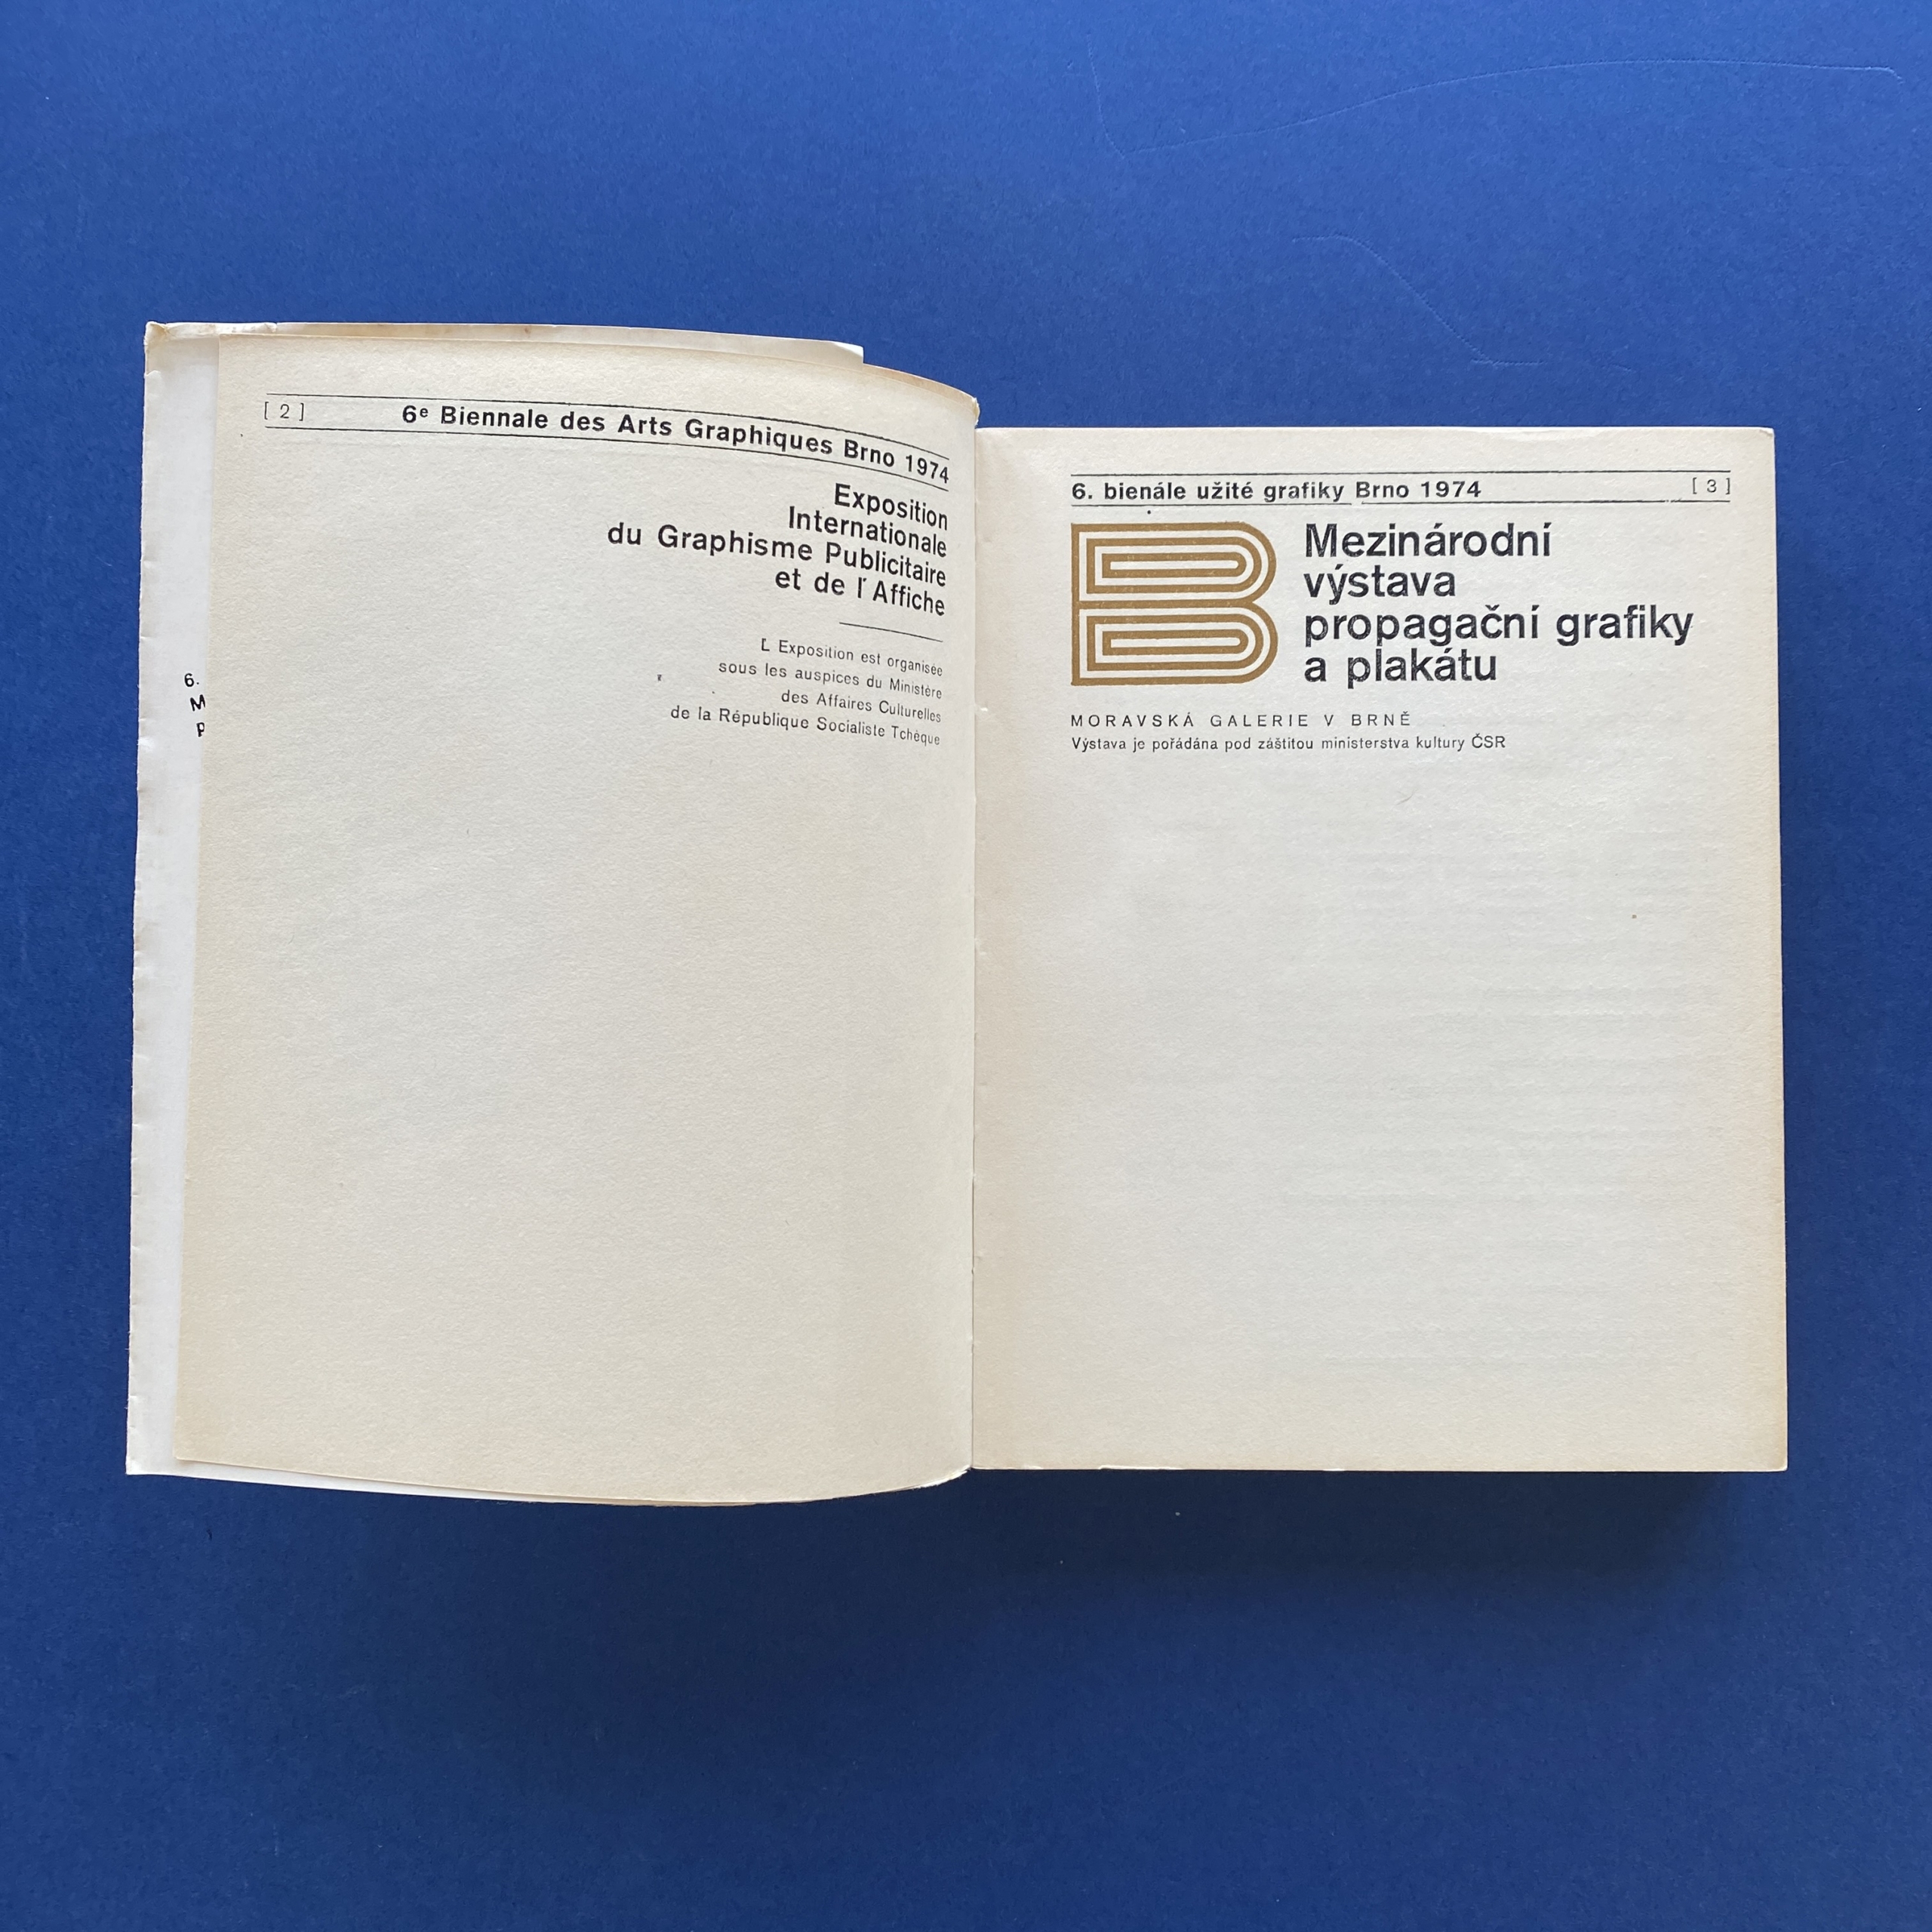 [ 2 ]
6e Biennale des Arts Graphiques Brno 1974
Exposition
Internationale
du Graphisme Publicitaire
et de l'Affiche
L Exposition est organisée
sous les auspices du Ministère
des Affaires Culturelles
de la République Socialiste Tchèque
6.
M
P
6. bienále užité grafiky Brno 1974
[ 3 ]
B
Mezinárodní
výstava
propagační grafiky
a plakátu
MORAVSKÁ GALERIE V BRNĚ
Výstava je pořádána pod záštitou ministerstva kultury ČSR